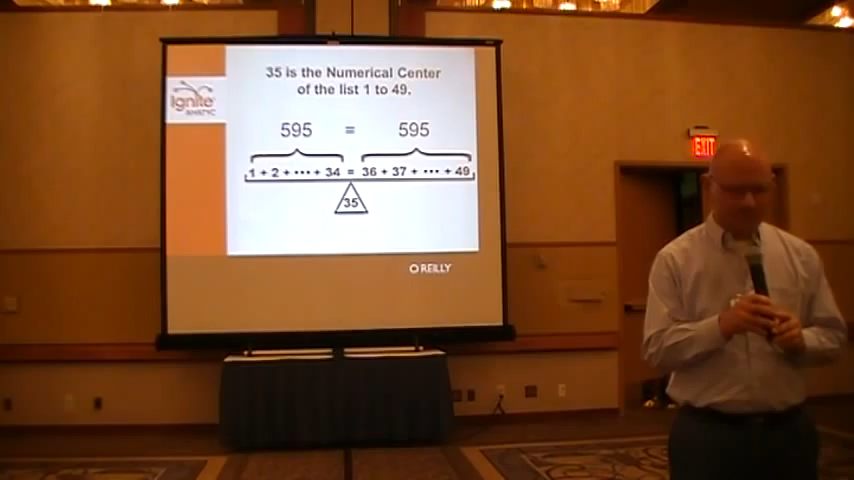 35 is the Numerical Center
of the list 1 to 49.
Ignite
595 = 595
1 + 2 + ••• + 34 = 36 + 37 + ••• + 49
35
O'REILLY
EXIT